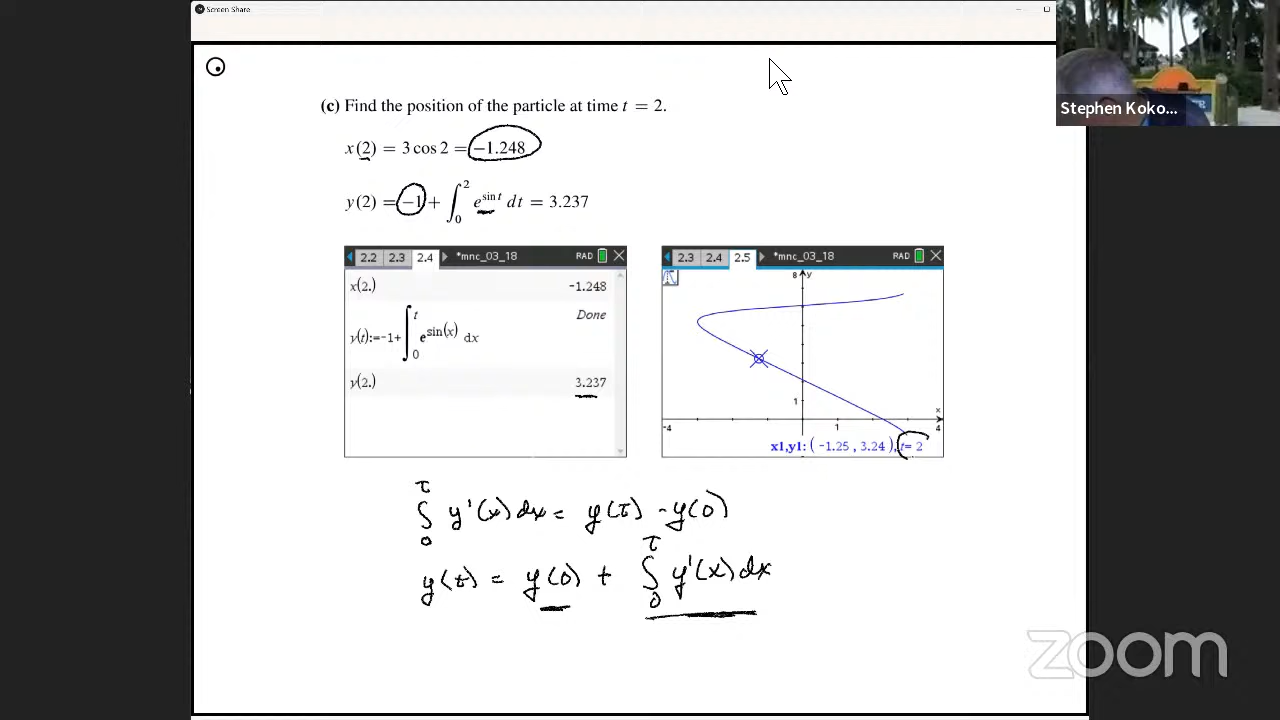 Screen Share
Stephen Koko...
(c) Find the position of the particle at time t = 2.
x(2) = 3 cos 2 = −1.248
y(2) = −1 + ∫₀² e^{sin t} dt = 3.237
2.2 2.3 2.4 *mnc_03_18 RAD
x(2.) -1.248
Done
y(t):=-1+∫₀ᵗ e^{sin(x)} dx
y(2.) 3.237
2.3 2.4 2.5 *mnc_03_18 RAD
8 y
1
x
-4 1 4
x1,y1: ( -1.25 , 3.24 ), t= 2
∫₀ᵗ y'(x) dx = y(t) - y(0)
y(t) = y(0) + ∫₀ᵗ y'(x) dx
zoom